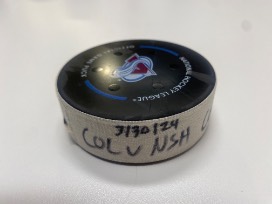 NATIONAL HOCKEY LEAGUE
3/30/24
COL V NSH